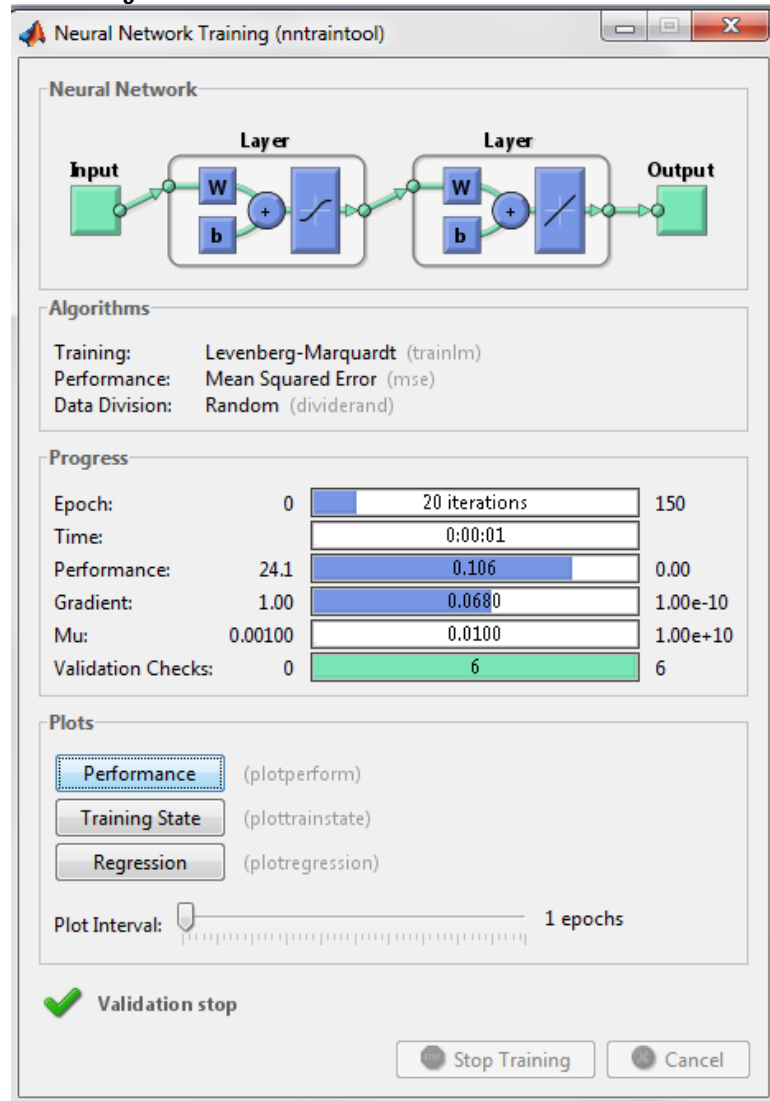 Neural Network Training (nntraintool)
Neural Network
Layer Layer
Input Output
W W
+ +
b b
Algorithms
Training: Levenberg-Marquardt (trainlm)
Performance: Mean Squared Error (mse)
Data Division: Random (dividerand)
Progress
Epoch: 0 20 iterations 150
Time: 0:00:01
Performance: 24.1 0.106 0.00
Gradient: 1.00 0.0680 1.00e-10
Mu: 0.00100 0.0100 1.00e+10
Validation Checks: 0 6 6
Plots
Performance (plotperform)
Training State (plottrainstate)
Regression (plotregression)
Plot Interval: 1 epochs
Validation stop
Stop Training Cancel